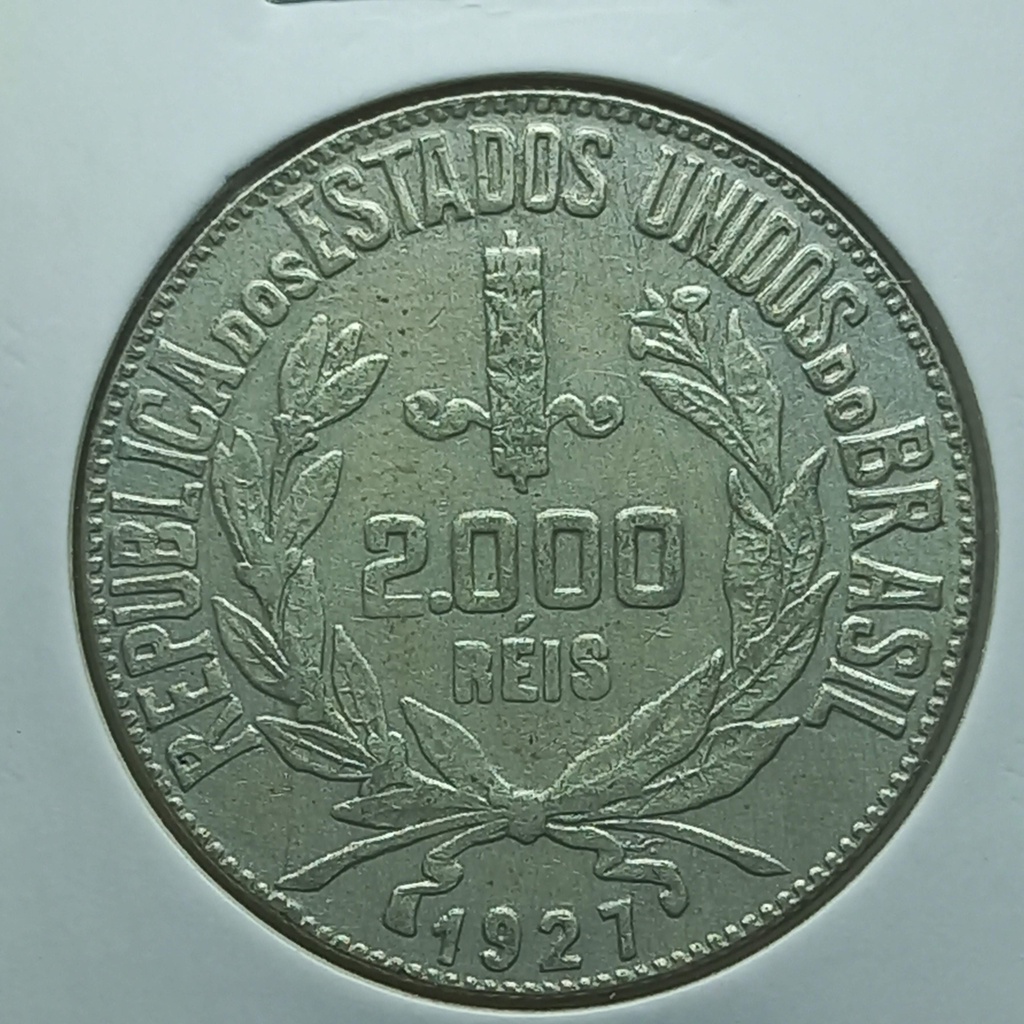 REPUBLICA DOS ESTADOS UNIDOS DO BRASIL
2.000
RÉIS
1927